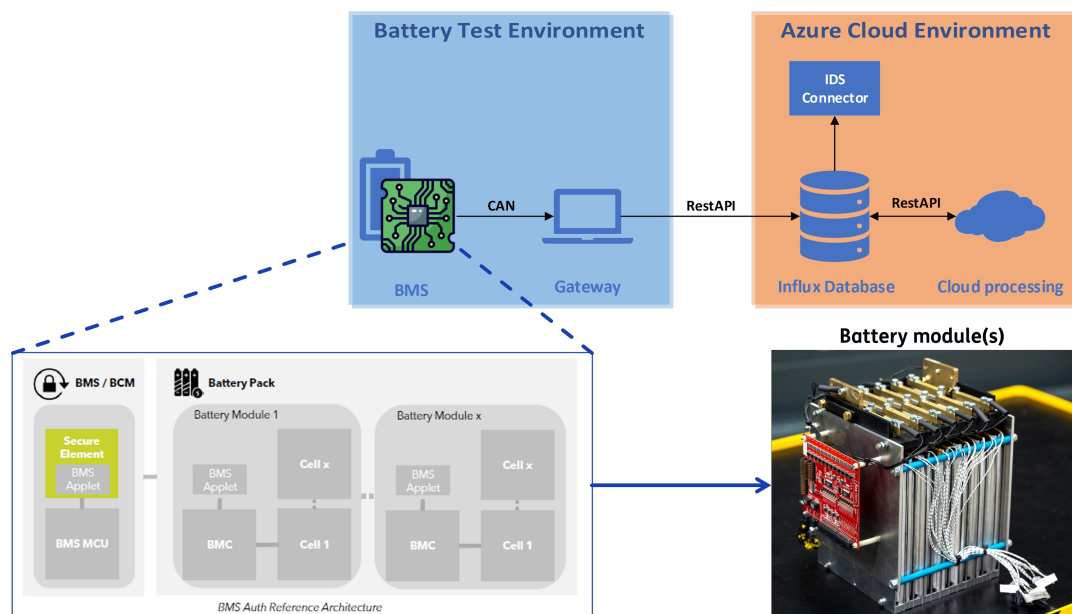 Battery Test Environment
Azure Cloud Environment
IDS
Connector
CAN
RestAPI
RestAPI
BMS
Gateway
Influx Database
Cloud processing
Battery module(s)
BMS / BCM
Battery Pack
Secure
Element
BMS
Applet
BMS MCU
Battery Module 1
BMS
Applet
Cell x
BMC
Cell 1
Battery Module x
BMS
Applet
Cell x
BMC
Cell 1
BMS Auth Reference Architecture